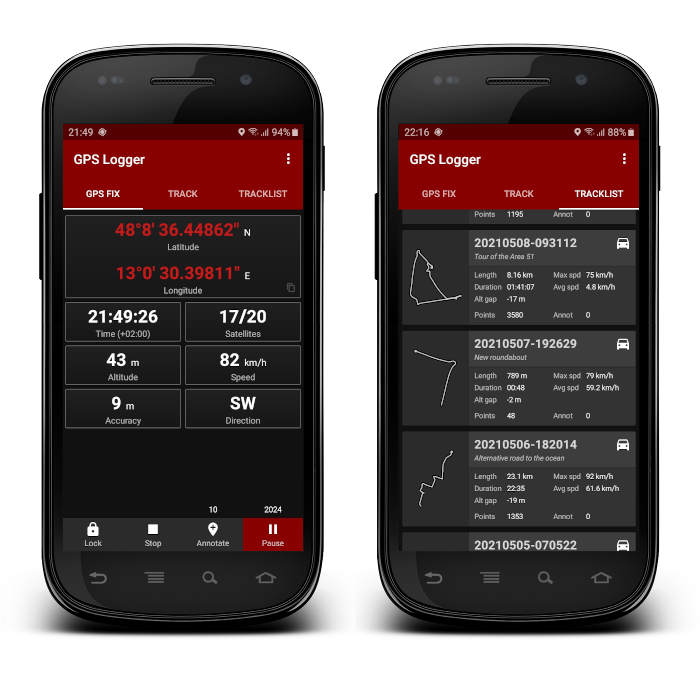 21:49 94%
GPS Logger
GPS FIX TRACK TRACKLIST
48°8' 36.44862" N
Latitude
13°0' 30.39811" E
Longitude
21:49:26 17/20
Time (+02:00) Satellites
43 m 82 km/h
Altitude Speed
9 m SW
Accuracy Direction
10 2024
Lock Stop Annotate Pause
22:16 88%
GPS Logger
GPS FIX TRACK TRACKLIST
Points 1195 Annot 0
20210508-093112
Tour of the Area 51
Length 8.16 km Max spd 75 km/h
Duration 01:41:07 Avg spd 4.8 km/h
Alt gap -17 m
Points 3580 Annot 0
20210507-192629
New roundabout
Length 789 m Max spd 79 km/h
Duration 00:48 Avg spd 59.2 km/h
Alt gap -2 m
Points 48 Annot 0
20210506-182014
Alternative road to the ocean
Length 23.1 km Max spd 92 km/h
Duration 22:35 Avg spd 61.6 km/h
Alt gap -19 m
Points 1353 Annot 0
20210505-070522